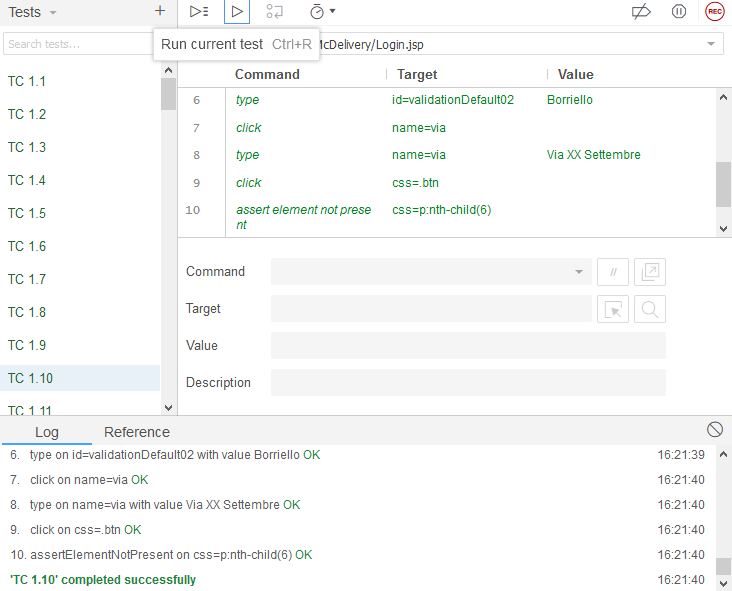 Tests
+
REC
Search tests...
Run current test Ctrl+R
McDelivery/Login.jsp
Command Target Value
TC 1.1
TC 1.2
TC 1.3
TC 1.4
TC 1.5
TC 1.6
TC 1.7
TC 1.8
TC 1.9
TC 1.10
TC 1.11
6 type id=validationDefault02 Borriello
7 click name=via
8 type name=via Via XX Settembre
9 click css=.btn
10 assert element not prese
nt css=p:nth-child(6)
Command //
Target
Value
Description
Log Reference
6. type on id=validationDefault02 with value Borriello OK 16:21:39
7. click on name=via OK 16:21:40
8. type on name=via with value Via XX Settembre OK 16:21:40
9. click on css=.btn OK 16:21:40
10. assertElementNotPresent on css=p:nth-child(6) OK 16:21:40
'TC 1.10' completed successfully 16:21:40